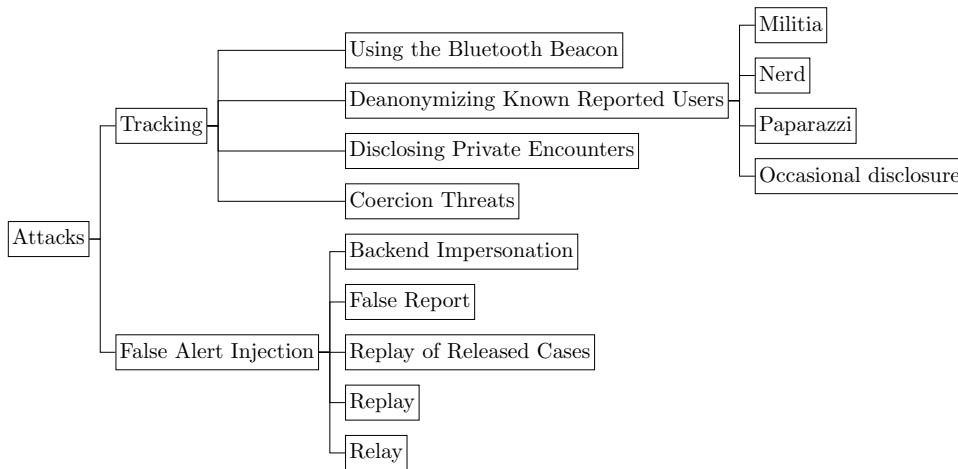 Attacks
Tracking
Using the Bluetooth Beacon
Deanonymizing Known Reported Users
Militia
Nerd
Paparazzi
Occasional disclosure
Disclosing Private Encounters
Coercion Threats
False Alert Injection
Backend Impersonation
False Report
Replay of Released Cases
Replay
Relay